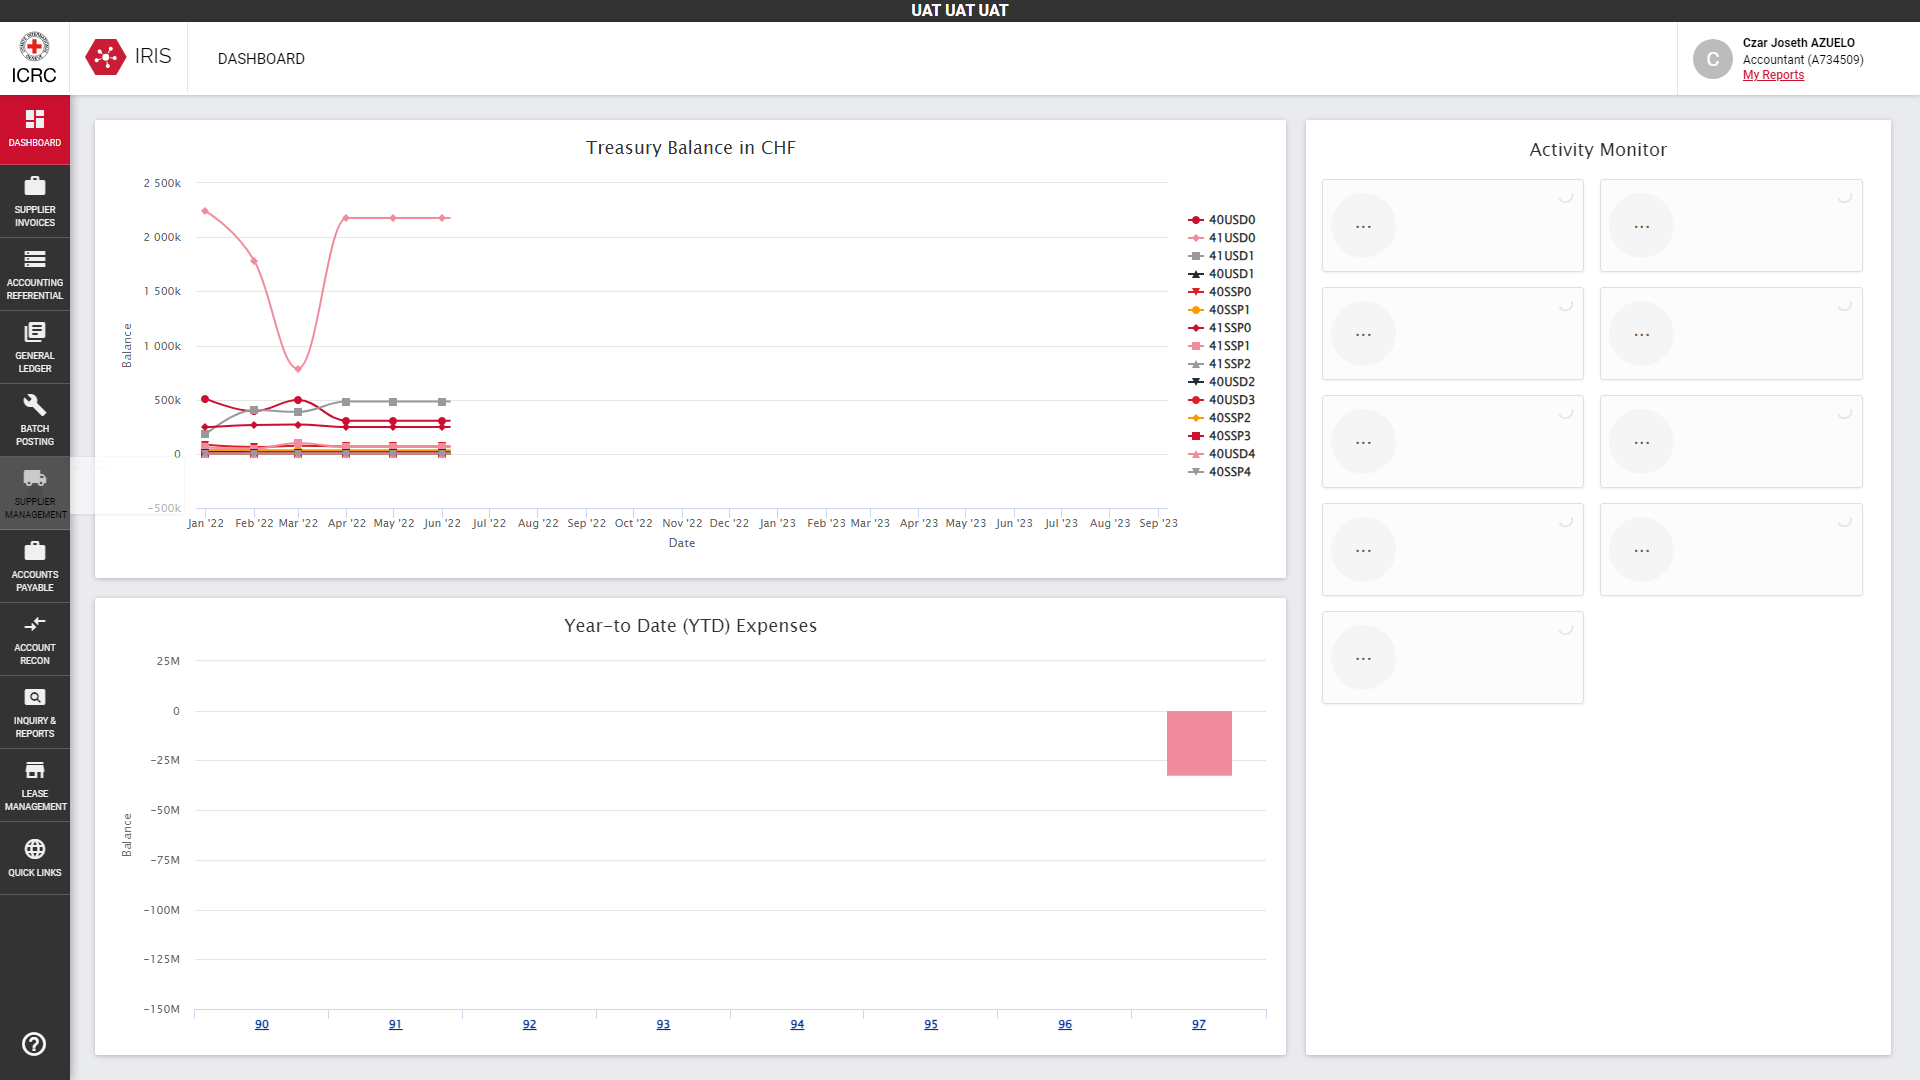 UAT UAT UAT
ICRC
IRIS
DASHBOARD
Czar Joseth AZUELO
Accountant (A734509)
My Reports
C
DASHBOARD
SUPPLIER
INVOICES
ACCOUNTING
REFERENTIAL
GENERAL
LEDGER
BATCH
POSTING
SUPPLIER
MANAGEMENT
ACCOUNTS
PAYABLE
ACCOUNT
RECON
INQUIRY &
REPORTS
LEASE
MANAGEMENT
QUICK LINKS
Treasury Balance in CHF
2 500k
2 000k
1 500k
1 000k
500k
0
-500k
Balance
Jan '22 Feb '22 Mar '22 Apr '22 May '22 Jun '22 Jul '22 Aug '22 Sep '22 Oct '22 Nov '22 Dec '22 Jan '23 Feb '23 Mar '23 Apr '23 May '23 Jun '23 Jul '23 Aug '23 Sep '23
Date
40USD0
41USD0
41USD1
40USD1
40SSP0
40SSP1
41SSP0
41SSP1
41SSP2
40USD2
40USD3
40SSP2
40SSP3
40USD4
40SSP4
Year-to Date (YTD) Expenses
25M
0
-25M
-50M
-75M
-100M
-125M
-150M
Balance
90 91 92 93 94 95 96 97
Activity Monitor
... ...
... ...
... ...
... ...
...